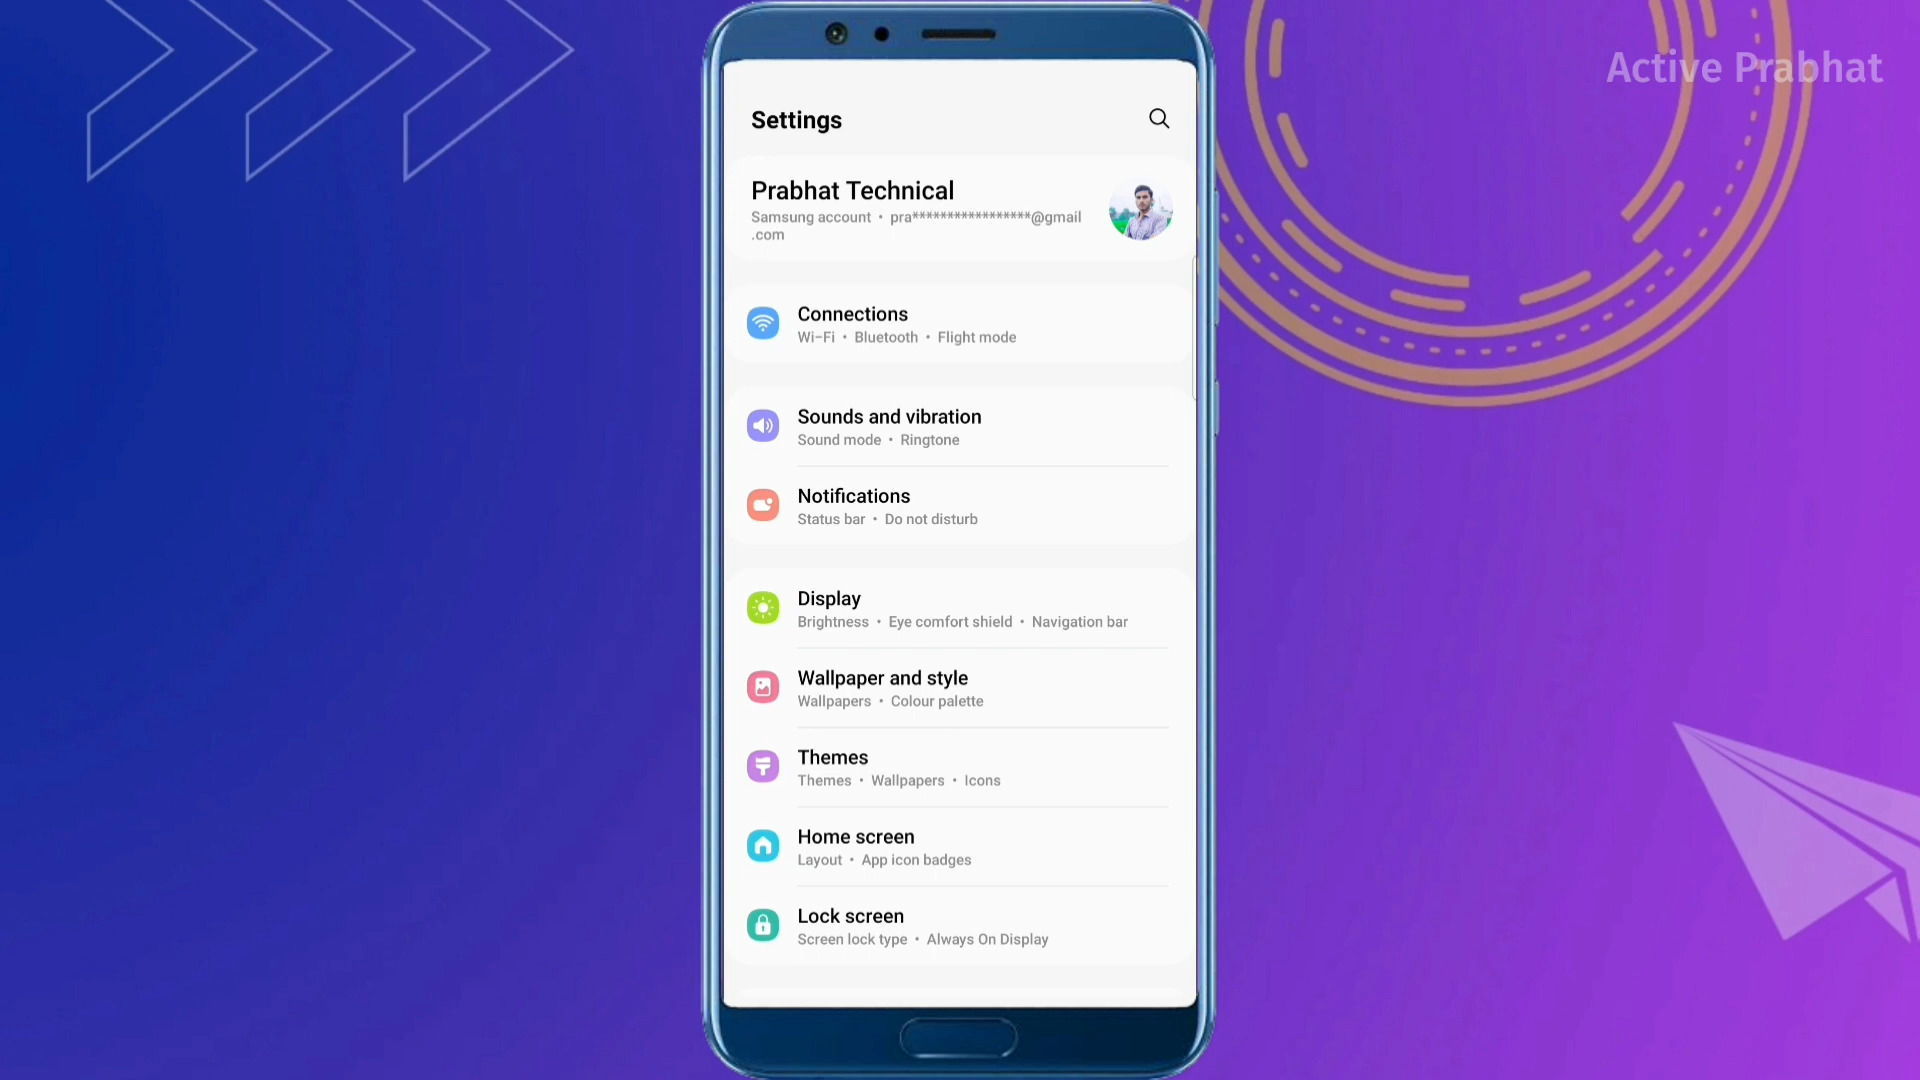 Active Prabhat
Settings
Prabhat Technical
Samsung account • pra*****************@gmail
.com
Connections
Wi-Fi • Bluetooth • Flight mode
Sounds and vibration
Sound mode • Ringtone
Notifications
Status bar • Do not disturb
Display
Brightness • Eye comfort shield • Navigation bar
Wallpaper and style
Wallpapers • Colour palette
Themes
Themes • Wallpapers • Icons
Home screen
Layout • App icon badges
Lock screen
Screen lock type • Always On Display